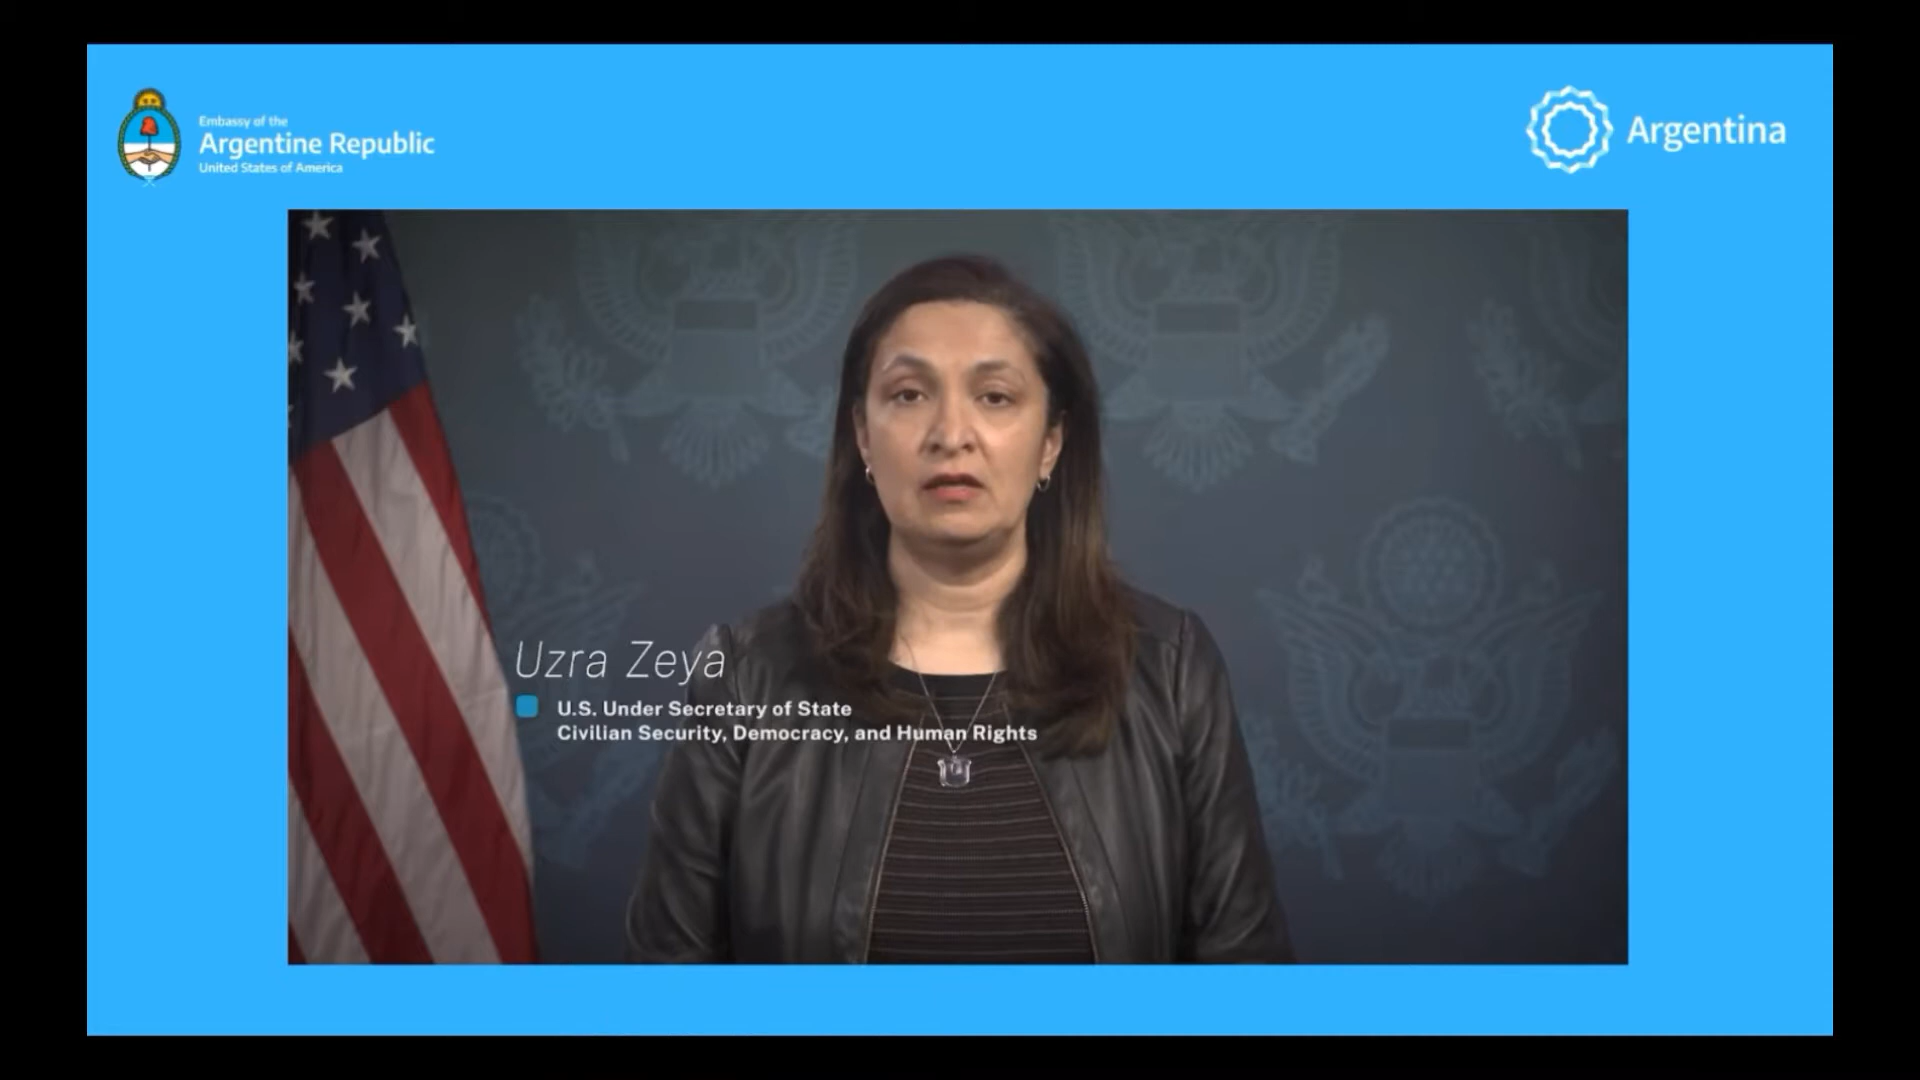 Embassy of the
Argentine Republic
United States of America
Argentina
Uzra Zeya
U.S. Under Secretary of State
Civilian Security, Democracy, and Human Rights